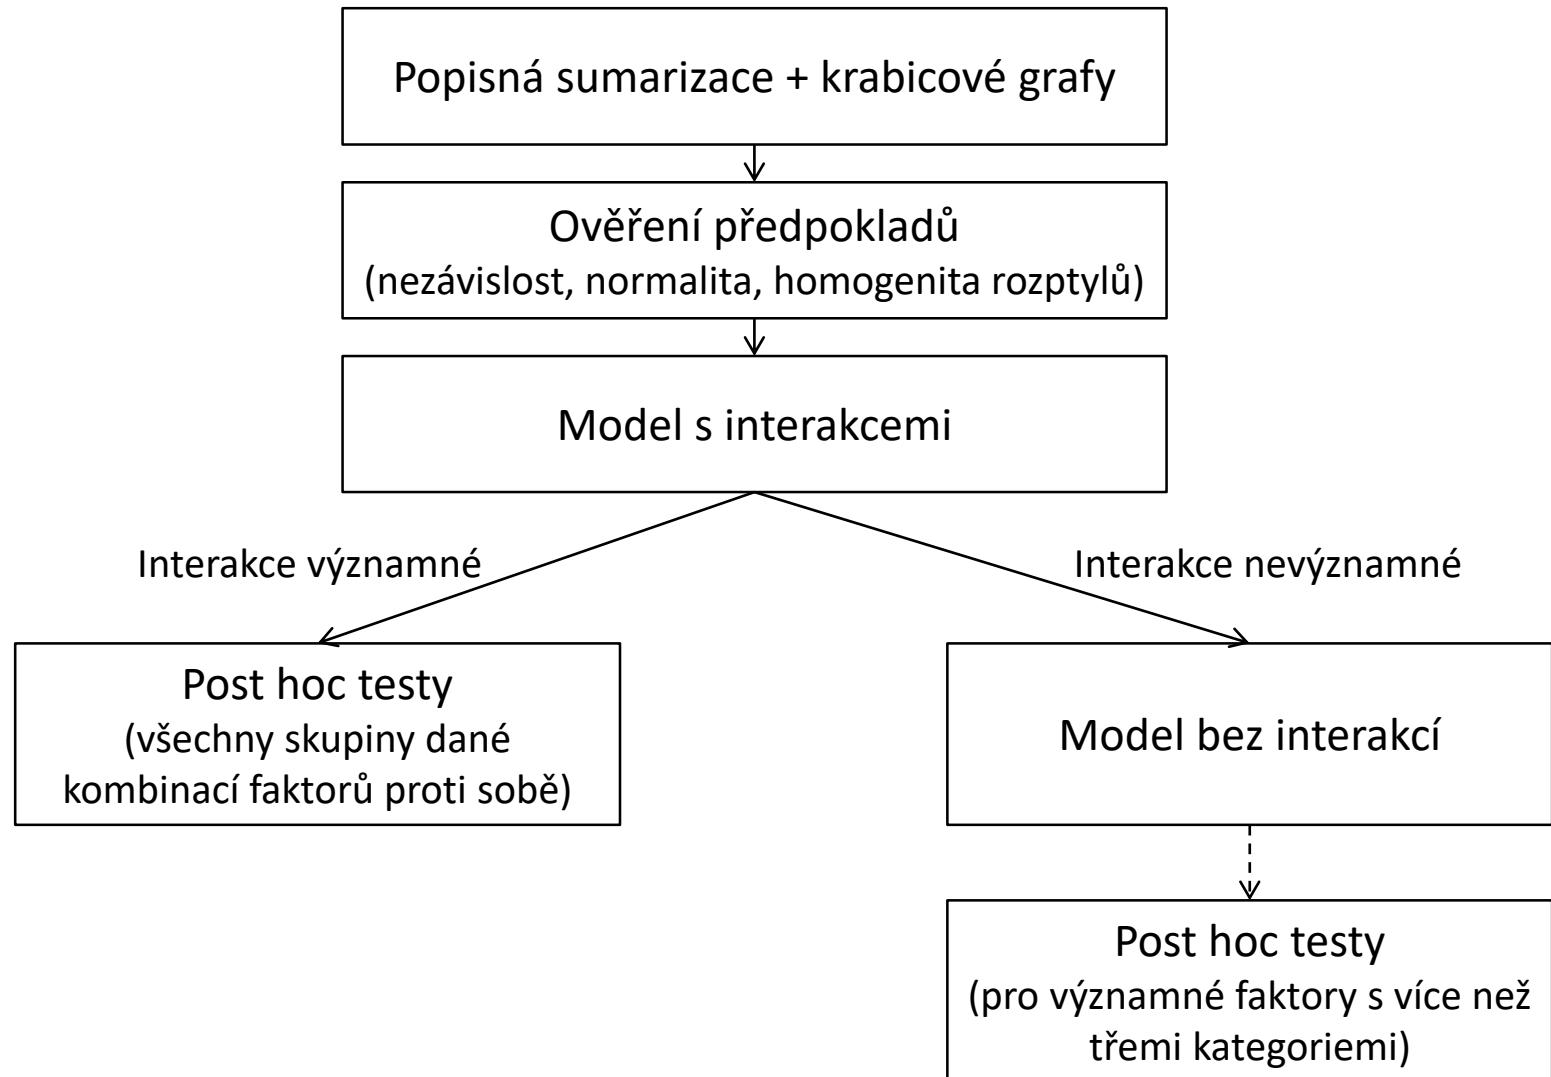 Popisná sumarizace + krabicové grafy
Ověření předpokladů
(nezávislost, normalita, homogenita rozptylů)
Model s interakcemi
Interakce významné
Interakce nevýznamné
Post hoc testy
(všechny skupiny dané
kombinací faktorů proti sobě)
Model bez interakcí
Post hoc testy
(pro významné faktory s více než
třemi kategoriemi)